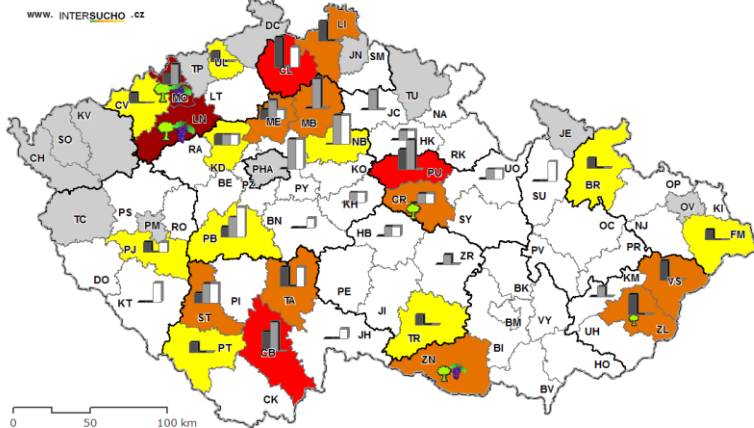 www. INTERSUCHO .cz
DC
LI
TP
UL
CL
JN
SM
MO
CV
LT
TU
KV
LN
ME
MB
JC
NA
SO
RA
HK
JE
CH
KD
NB
RK
PHA
KO
PU
UO
BR
BE
PZ
PY
SU
OP
KH
CR
OV
KI
TC
PS
PM
RO
BN
SY
OC
NJ
FM
PJ
PB
HB
PV
PR
ZR
DO
KM
VS
KT
PI
TA
PE
BK
ST
JI
BM
VY
UH
ZL
PT
CB
JH
TR
BI
ZN
HO
CK
BV
0 50 100 km